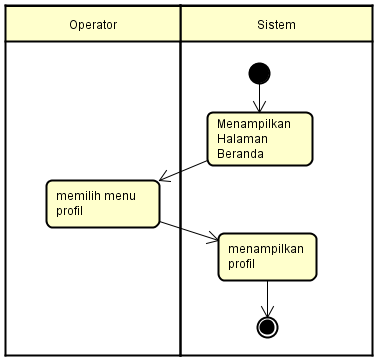 Operator
Sistem
Menampilkan
Halaman
Beranda
memilih menu
profil
menampilkan
profil